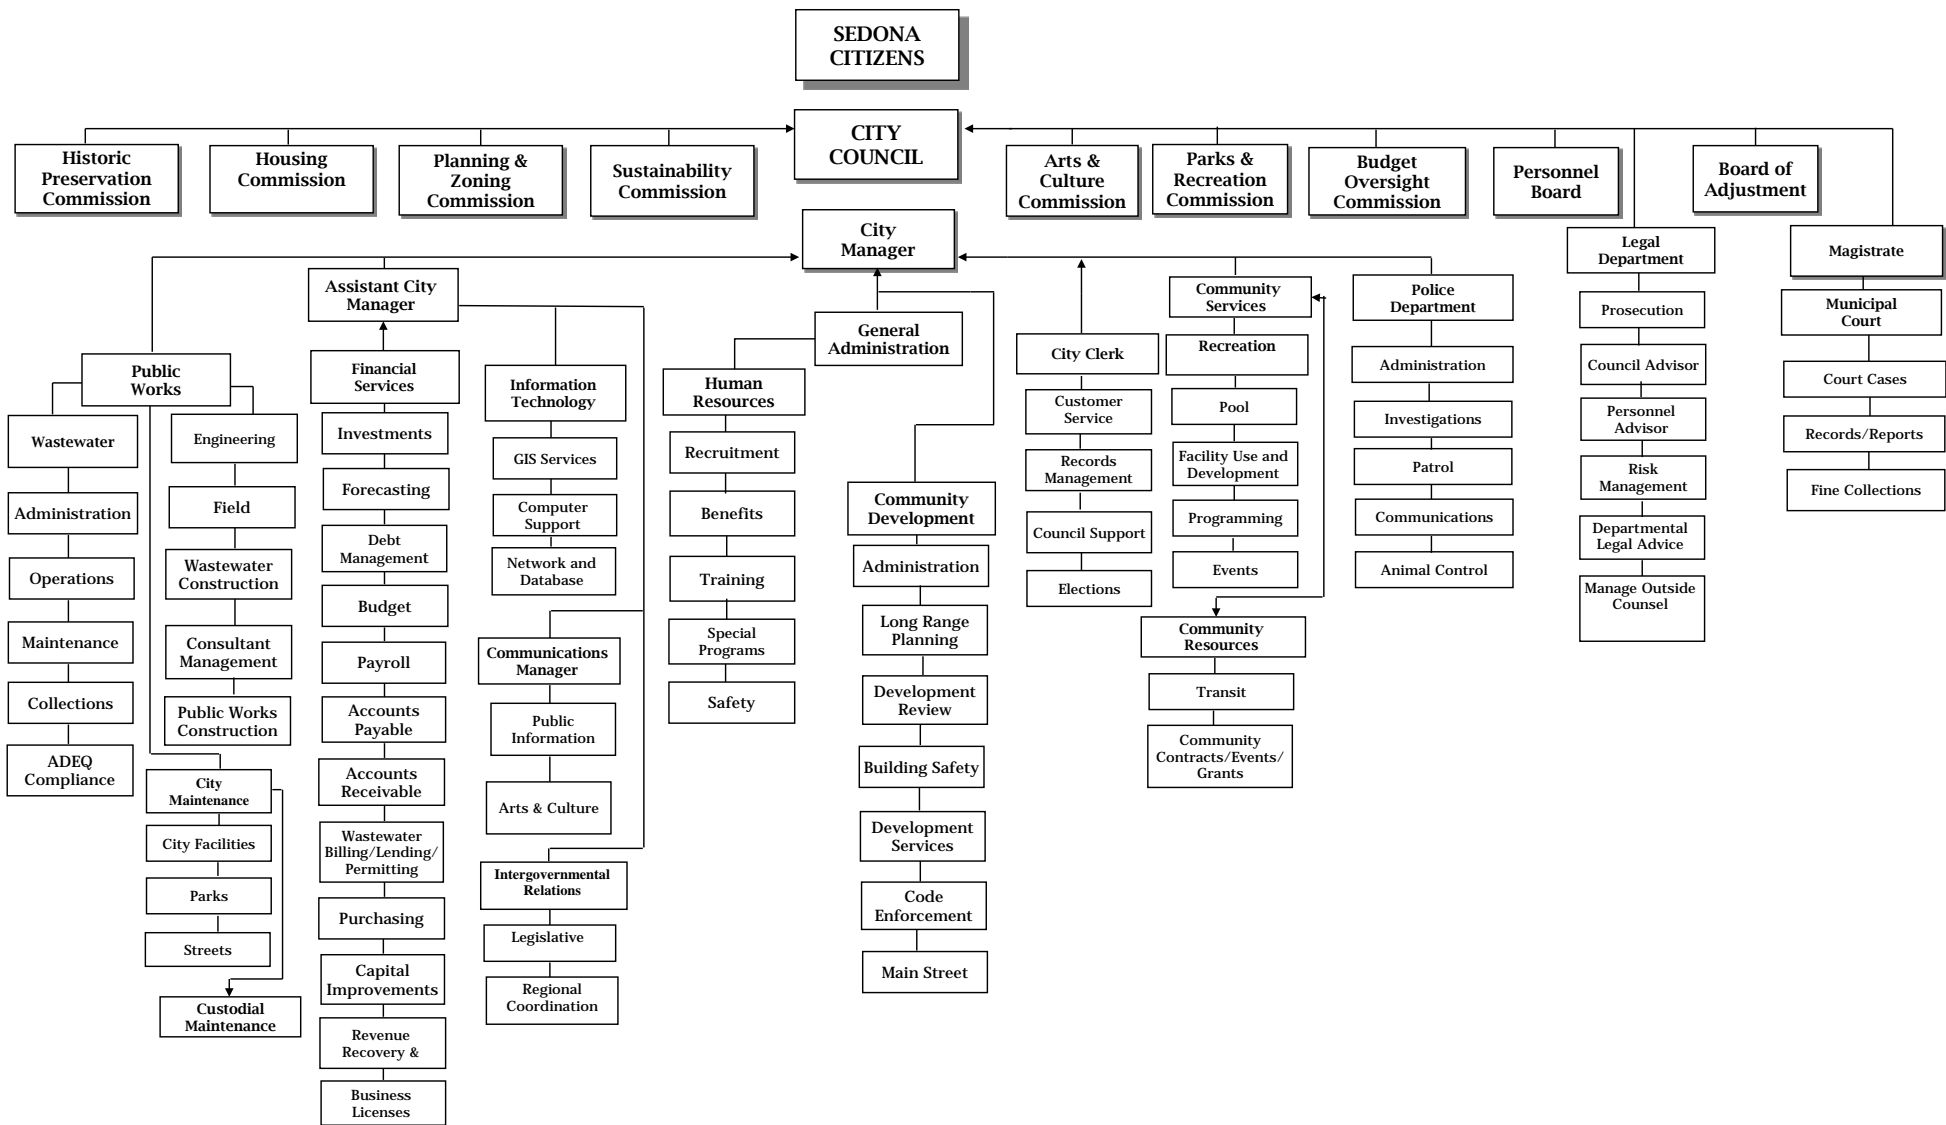 SEDONA
CITIZENS
CITY
COUNCIL
Historic
Preservation
Commission
Housing
Commission
Planning &
Zoning
Commission
Sustainability
Commission
Arts &
Culture
Commission
Parks &
Recreation
Commission
Budget
Oversight
Commission
Personnel
Board
Board of
Adjustment
City
Manager
Legal
Department
Prosecution
Council Advisor
Personnel
Advisor
Risk
Management
Departmental
Legal Advice
Manage Outside
Counsel
Magistrate
Municipal
Court
Court Cases
Records/Reports
Fine Collections
Public
Works
Wastewater
Administration
Operations
Maintenance
Collections
ADEQ
Compliance
Engineering
Field
Wastewater
Construction
Consultant
Management
Public Works
Construction
City
Maintenance
City Facilities
Parks
Streets
Custodial
Maintenance
Assistant City
Manager
Financial
Services
Investments
Forecasting
Debt
Management
Budget
Payroll
Accounts
Payable
Accounts
Receivable
Wastewater
Billing/Lending/
Permitting
Purchasing
Capital
Improvements
Revenue
Recovery &
Business
Licenses
Information
Technology
GIS Services
Computer
Support
Network and
Database
Communications
Manager
Public
Information
Arts & Culture
Intergovernmental
Relations
Legislative
Regional
Coordination
General
Administration
Human
Resources
Recruitment
Benefits
Training
Special
Programs
Safety
Community
Development
Administration
Long Range
Planning
Development
Review
Building Safety
Development
Services
Code
Enforcement
Main Street
City Clerk
Customer
Service
Records
Management
Council Support
Elections
Community
Services
Recreation
Pool
Facility Use and
Development
Programming
Events
Community
Resources
Transit
Community
Contracts/Events/
Grants
Police
Department
Administration
Investigations
Patrol
Communications
Animal Control